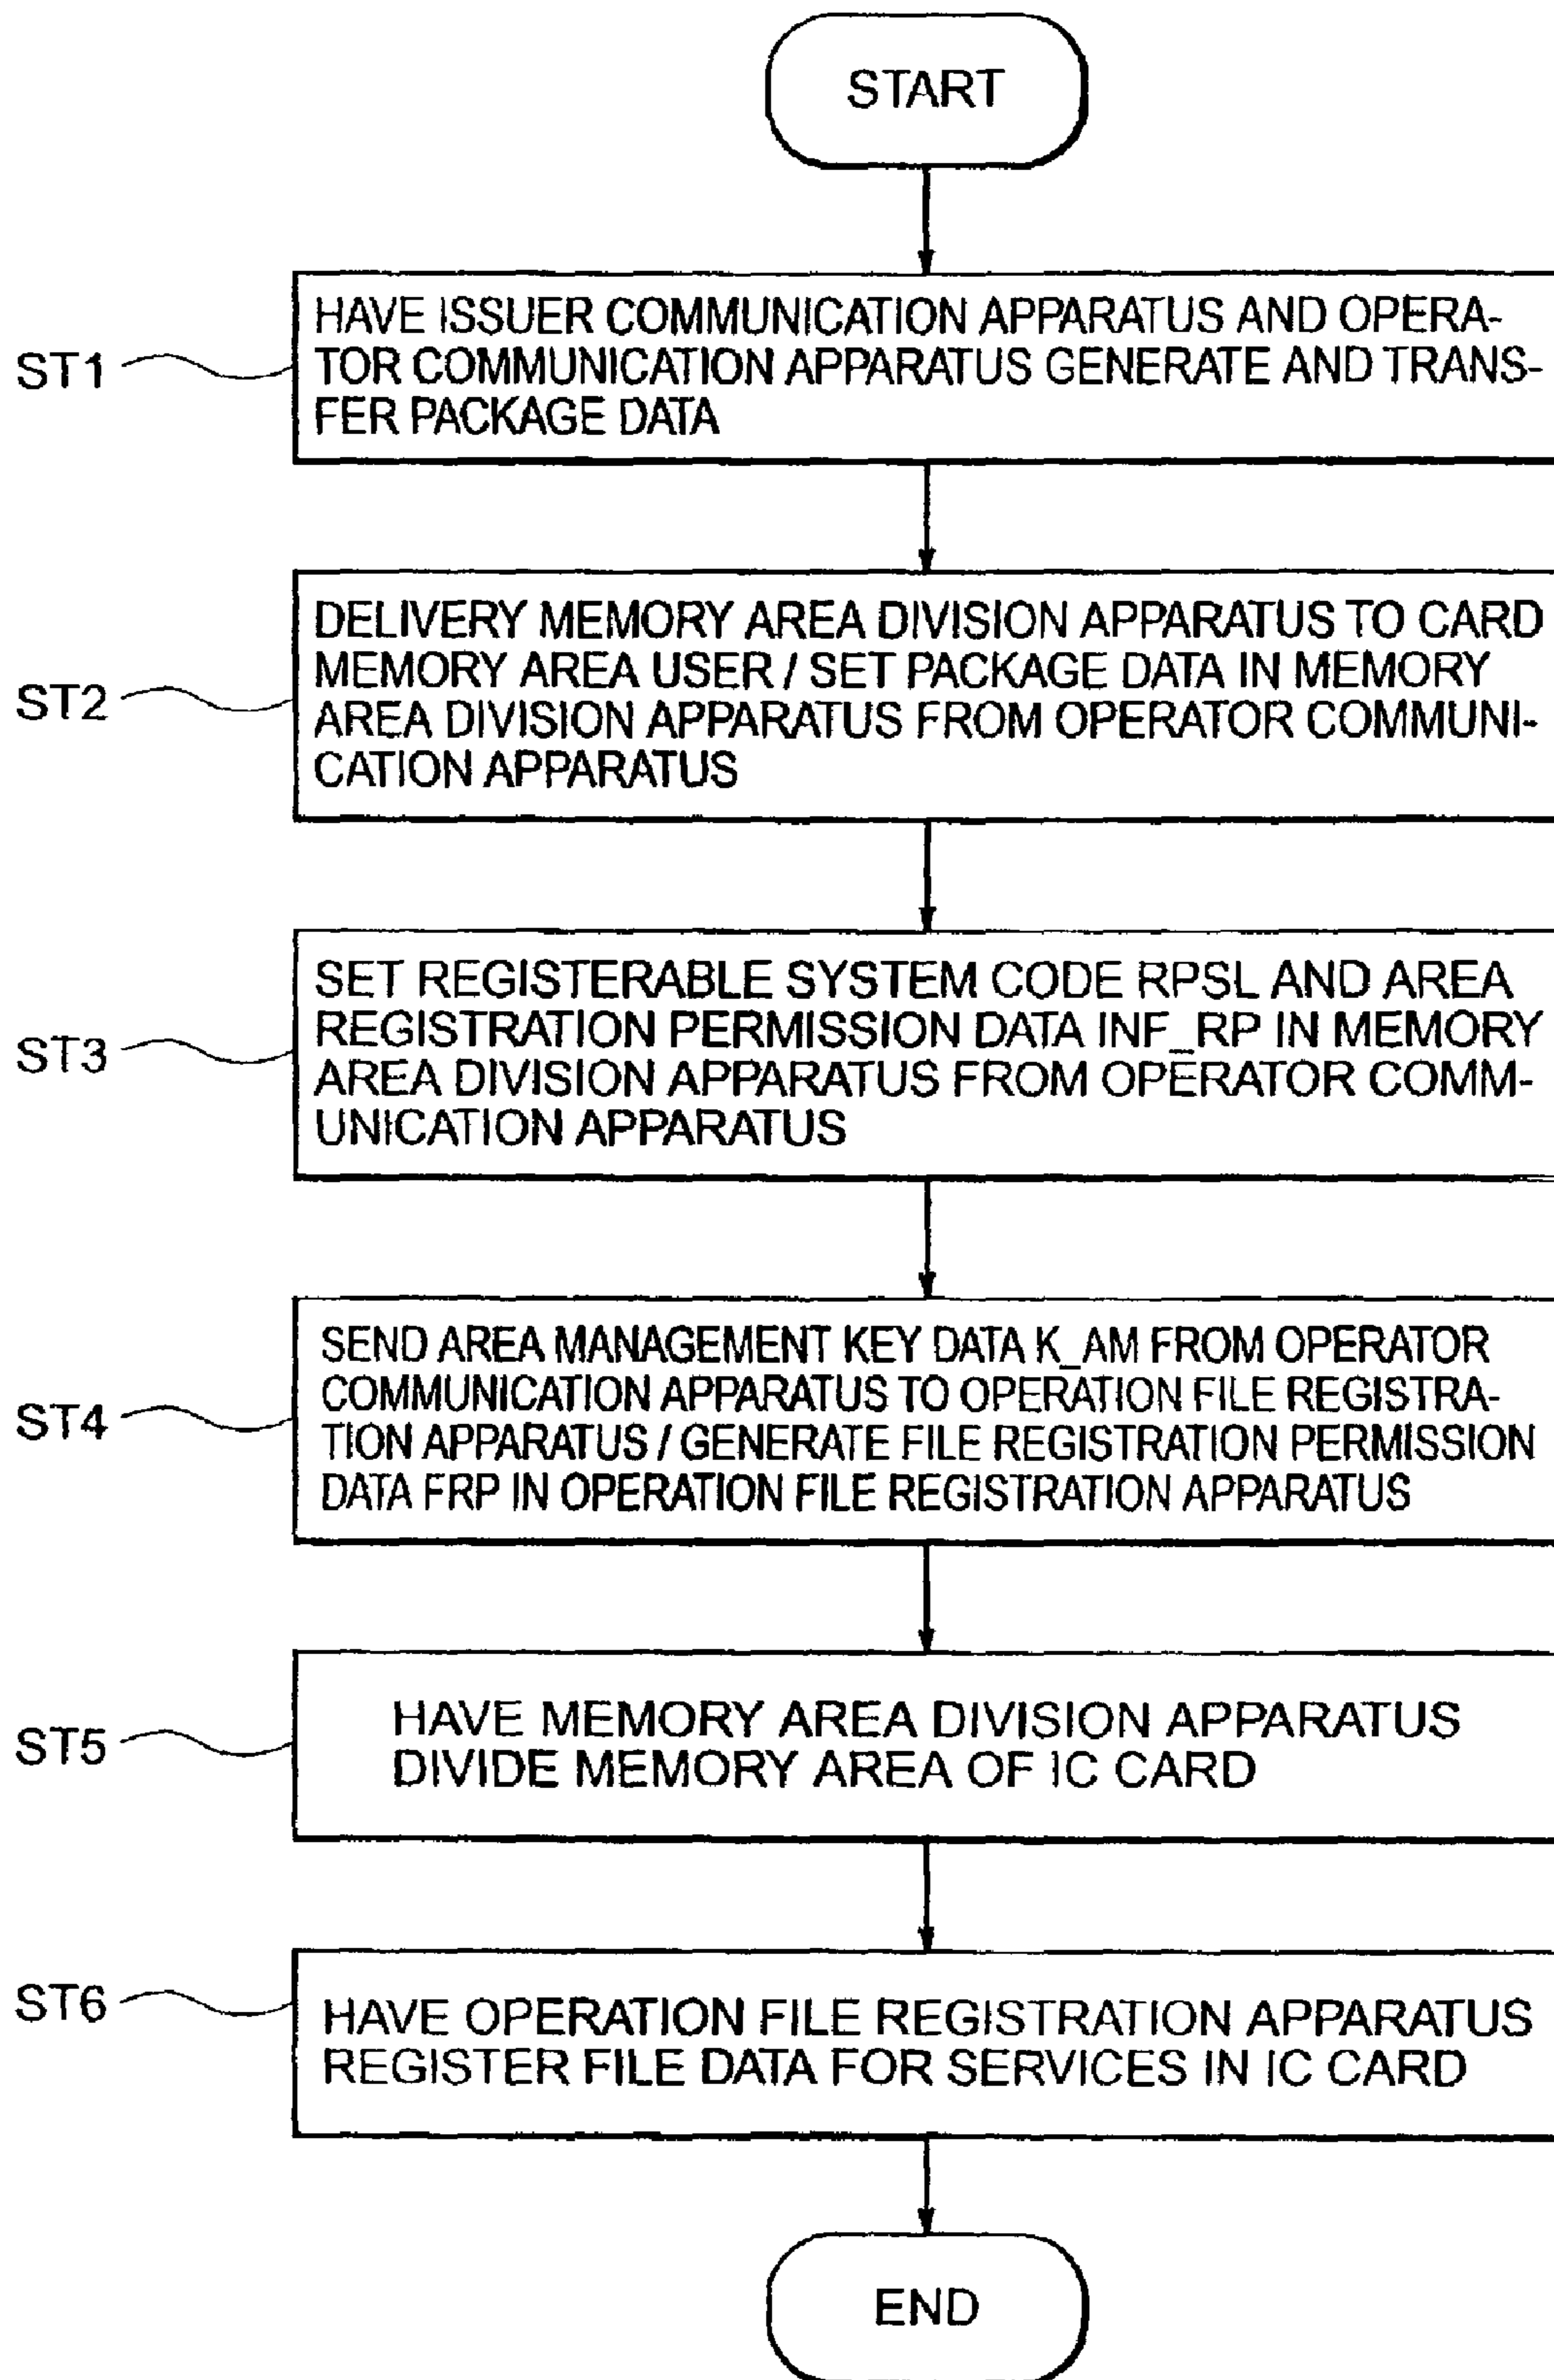 START
HAVE ISSUER COMMUNICATION APPARATUS AND OPERA-
ST1
TOR COMMUNICATION APPARATUS GENERATE AND TRANS-
FER PACKAGE DATA
DELIVERY MEMORY AREA DIVISION APPARATUS TO CARD
MEMORY AREA USER / SET PACKAGE DATA IN MEMORY
ST2
AREA DIVISION APPARATUS FROM OPERATOR COMMUNI-
CATION APPARATUS
SET REGISTERABLE SYSTEM CODE RPSL AND AREA
REGISTRATION PERMISSION DATA INF_RP IN MEMORY
ST3
AREA DIVISION APPARATUS FROM OPERATOR COMM-
UNICATION APPARATUS
SEND AREA MANAGEMENT KEY DATA K_AM FROM OPERATOR
COMMUNICATION APPARATUS TO OPERATION FILE REGISTRA-
ST4
TION APPARATUS / GENERATE FILE REGISTRATION PERMISSION
DATA FRP IN OPERATION FILE REGISTRATION APPARATUS
HAVE MEMORY AREA DIVISION APPARATUS
ST5
DIVIDE MEMORY AREA OF IC CARD
ST6
HAVE OPERATION FILE REGISTRATION APPARATUS
REGISTER FILE DATA FOR SERVICES IN IC CARD
END